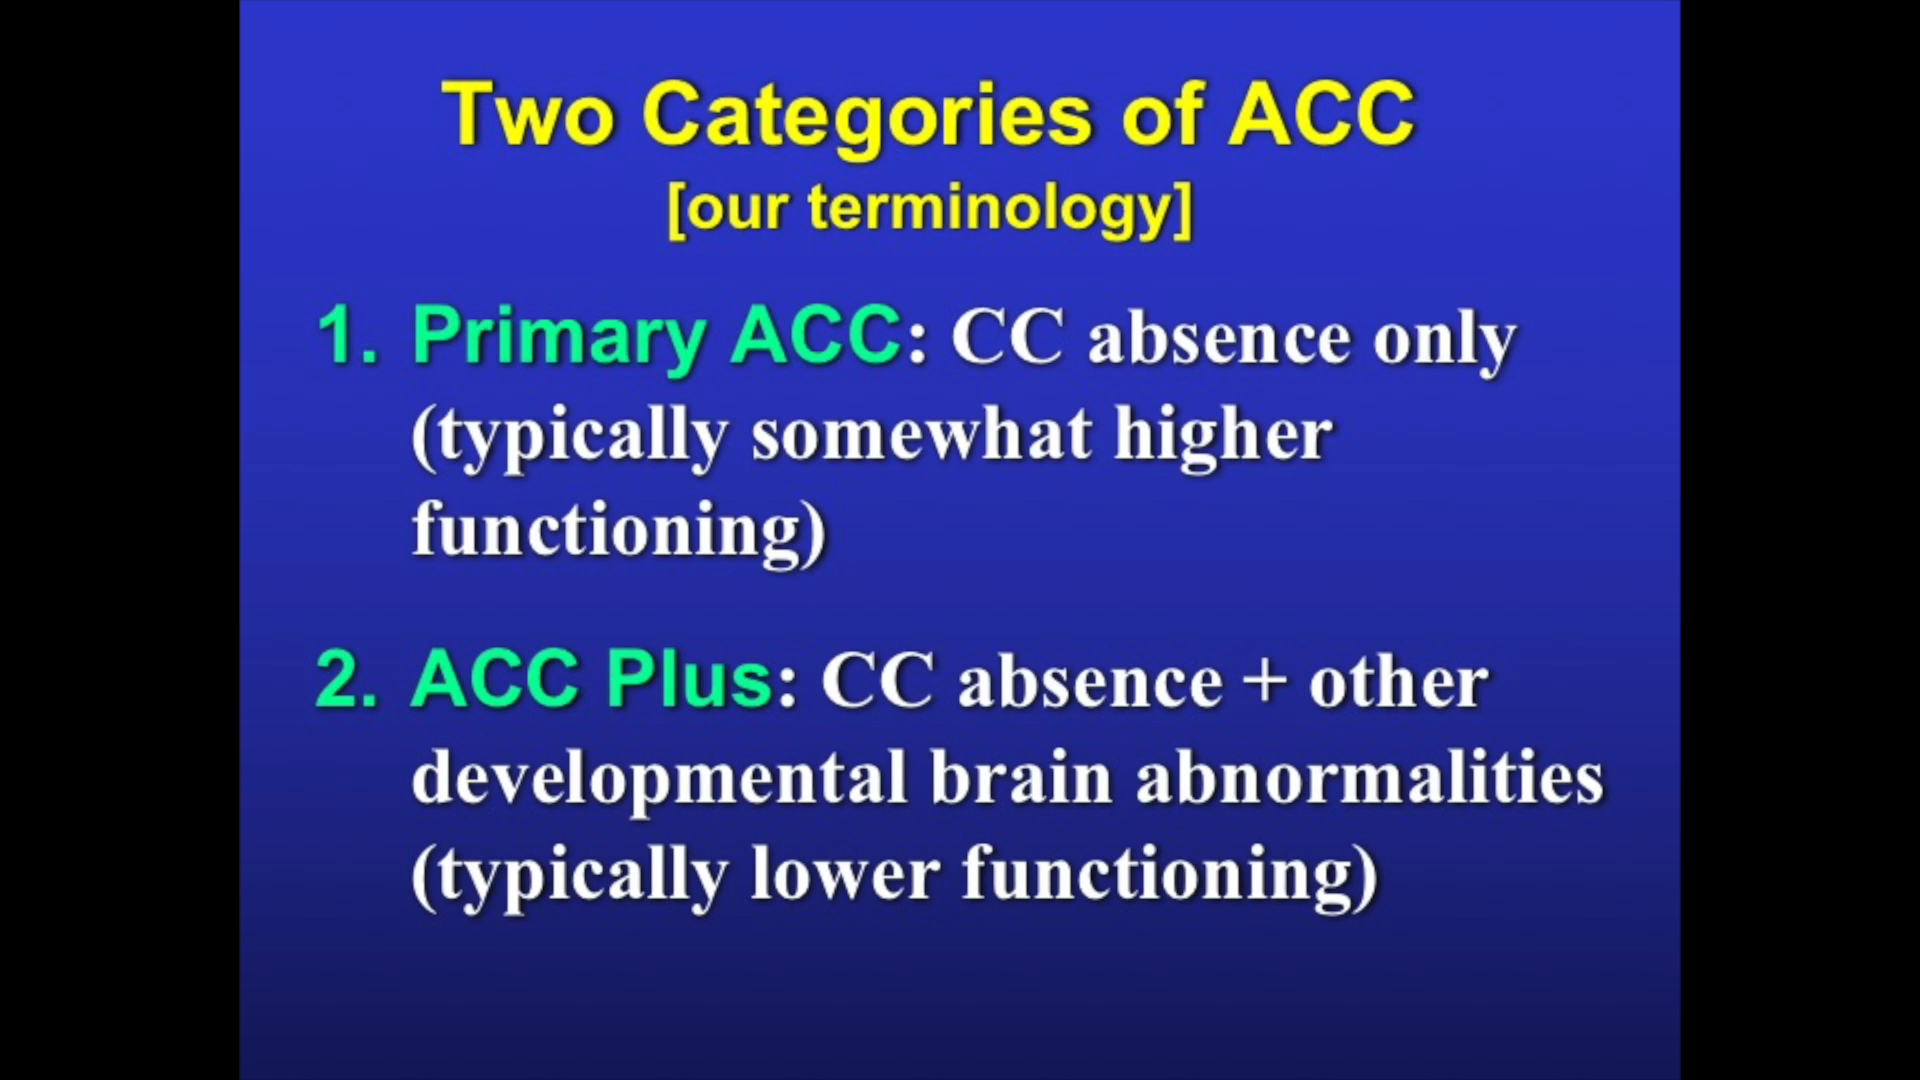 Two Categories of ACC
[our terminology]
1. Primary ACC: CC absence only
(typically somewhat higher
functioning)
2. ACC Plus: CC absence + other
developmental brain abnormalities
(typically lower functioning)